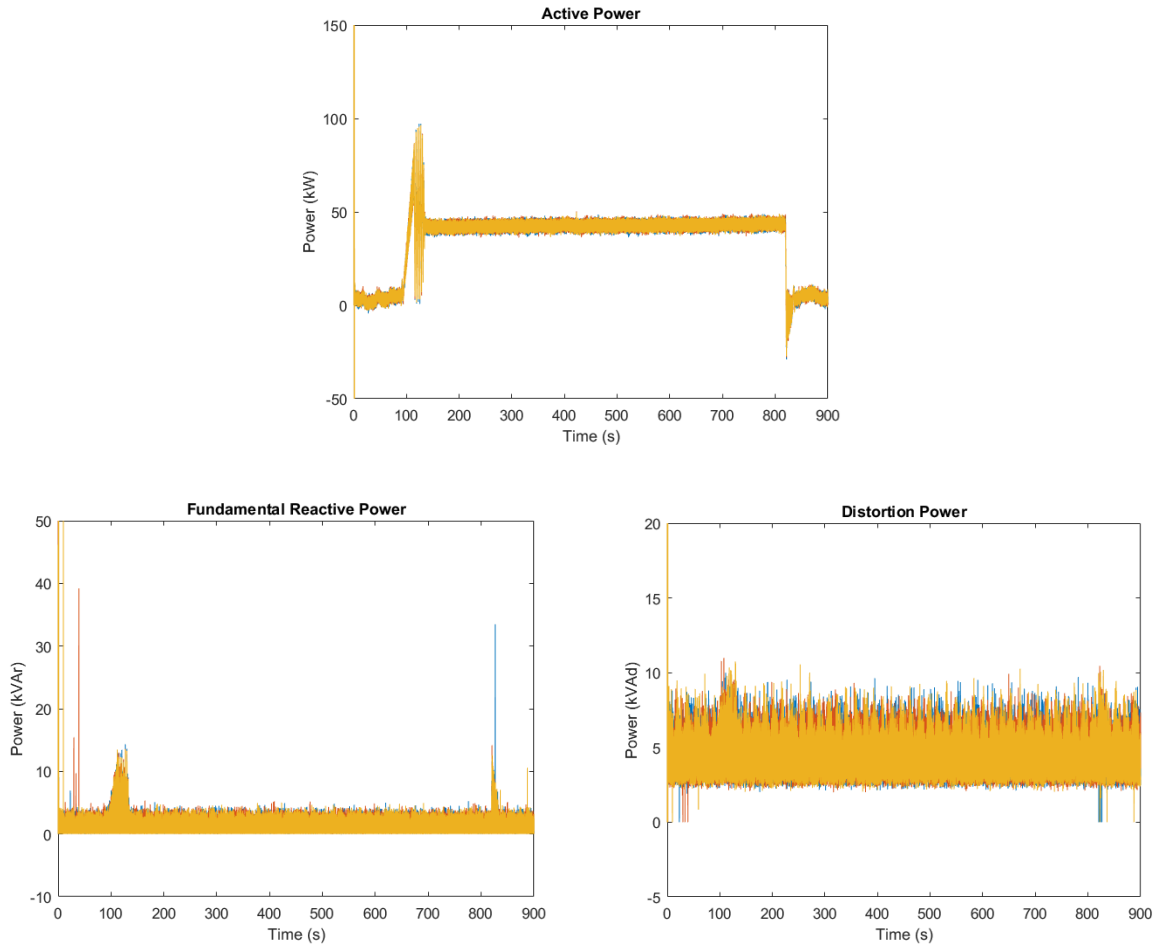 Active Power
150
100
50
0
-50
Power (kW)
0 100 200 300 400 500 600 700 800 900
Time (s)
Fundamental Reactive Power
50
40
30
20
10
0
-10
Power (kVAr)
0 100 200 300 400 500 600 700 800 900
Time (s)
Distortion Power
20
15
10
5
0
-5
Power (kVAd)
0 100 200 300 400 500 600 700 800 900
Time (s)